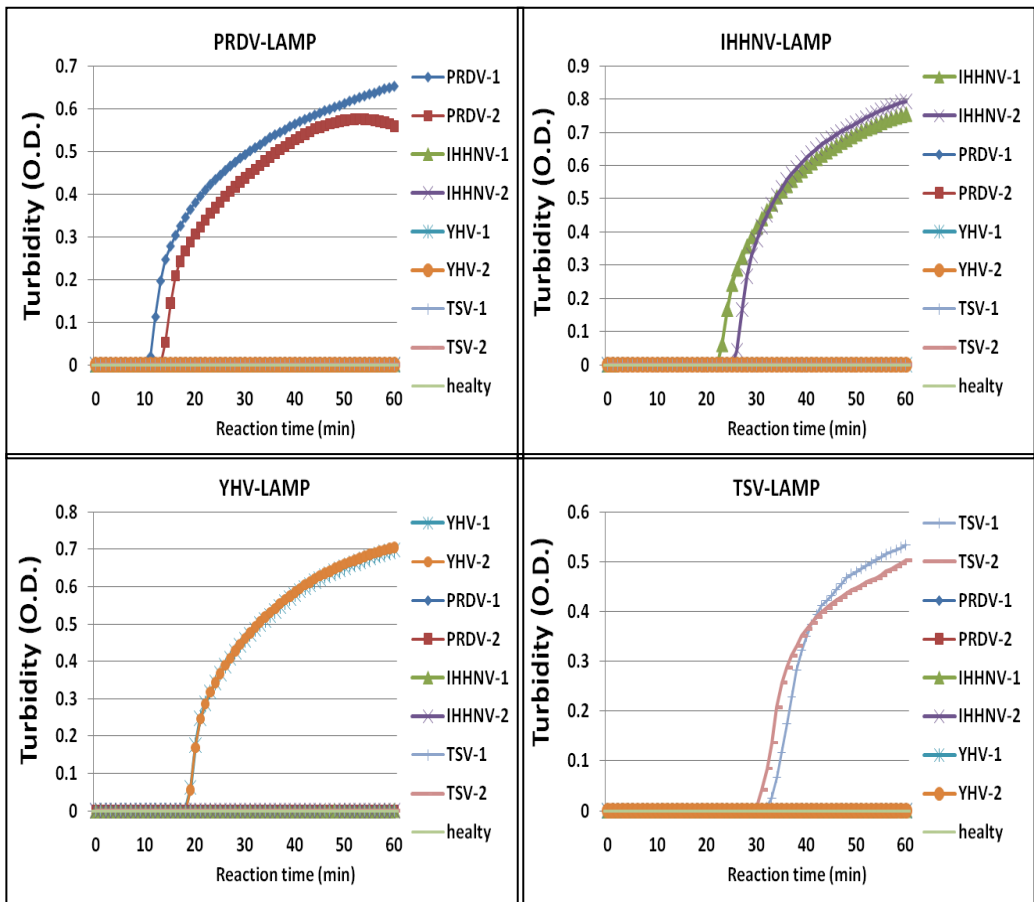 PRDV-LAMP
Turbidity (O.D.)
0.7
0.6
0.5
0.4
0.3
0.2
0.1
0
0 10 20 30 40 50 60
Reaction time (min)
PRDV-1
PRDV-2
IHHNV-1
IHHNV-2
YHV-1
YHV-2
TSV-1
TSV-2
healty
IHHNV-LAMP
Turbidity (O.D.)
0.9
0.8
0.7
0.6
0.5
0.4
0.3
0.2
0.1
0
0 10 20 30 40 50 60
Reaction time (min)
IHHNV-1
IHHNV-2
PRDV-1
PRDV-2
YHV-1
YHV-2
TSV-1
TSV-2
healty
YHV-LAMP
Turbidity (O.D.)
0.8
0.7
0.6
0.5
0.4
0.3
0.2
0.1
0
0 10 20 30 40 50 60
Reaction time (min)
YHV-1
YHV-2
PRDV-1
PRDV-2
IHHNV-1
IHHNV-2
TSV-1
TSV-2
healty
TSV-LAMP
Turbidity (O.D.)
0.6
0.5
0.4
0.3
0.2
0.1
0
0 10 20 30 40 50 60
Reaction time (min)
TSV-1
TSV-2
PRDV-1
PRDV-2
IHHNV-1
IHHNV-2
YHV-1
YHV-2
healty